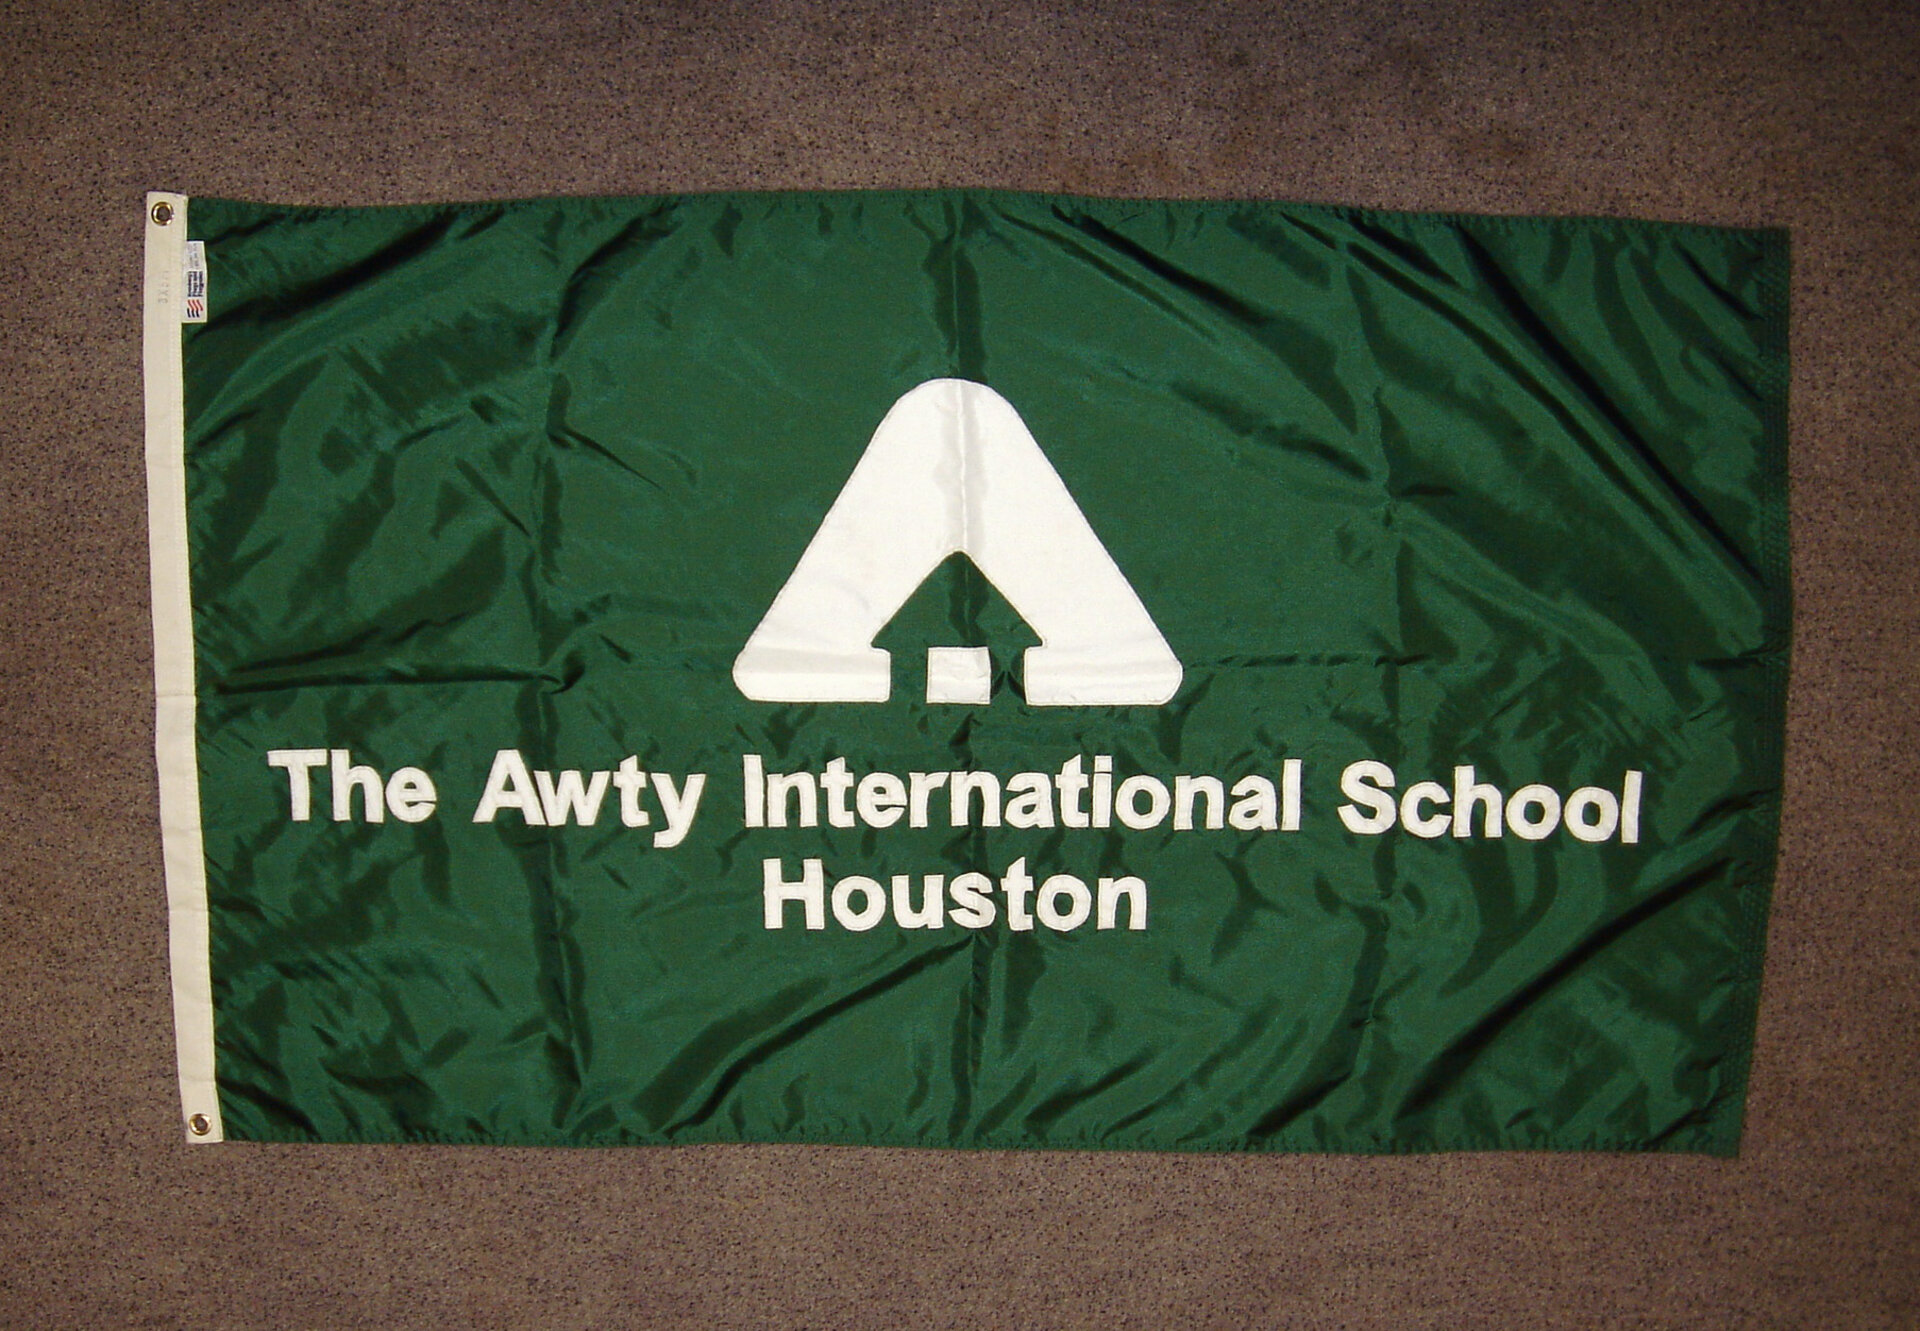 The Awty International School
Houston